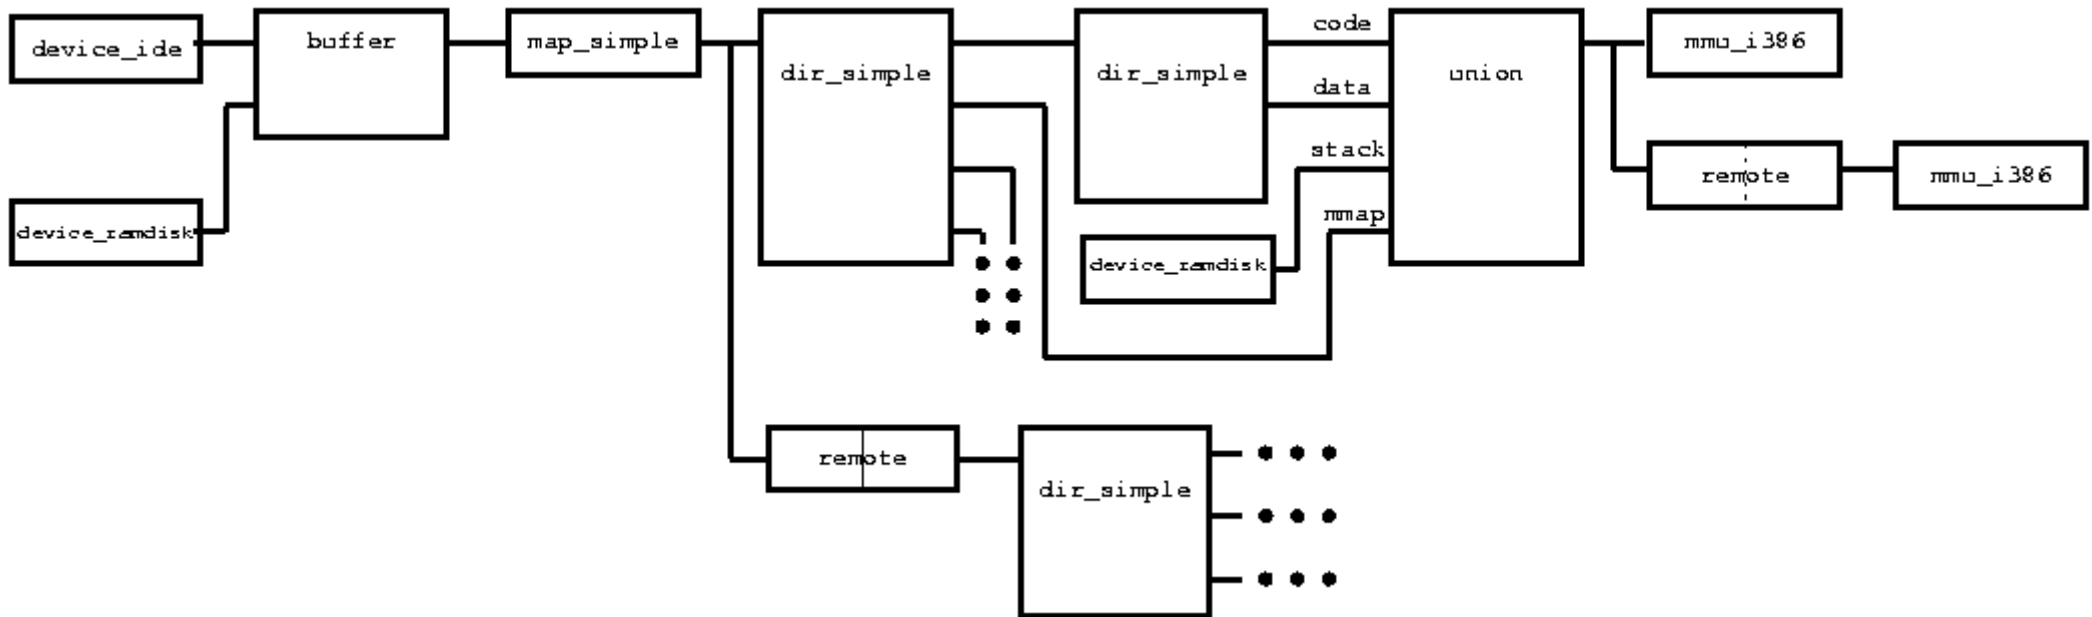 device_ide
buffer
map_simple
dir_simple
dir_simple
code
data
stack
mmap
union
mmu_i386
remote
mmu_i386
device_ramdisk
device_ramdisk
remote
dir_simple